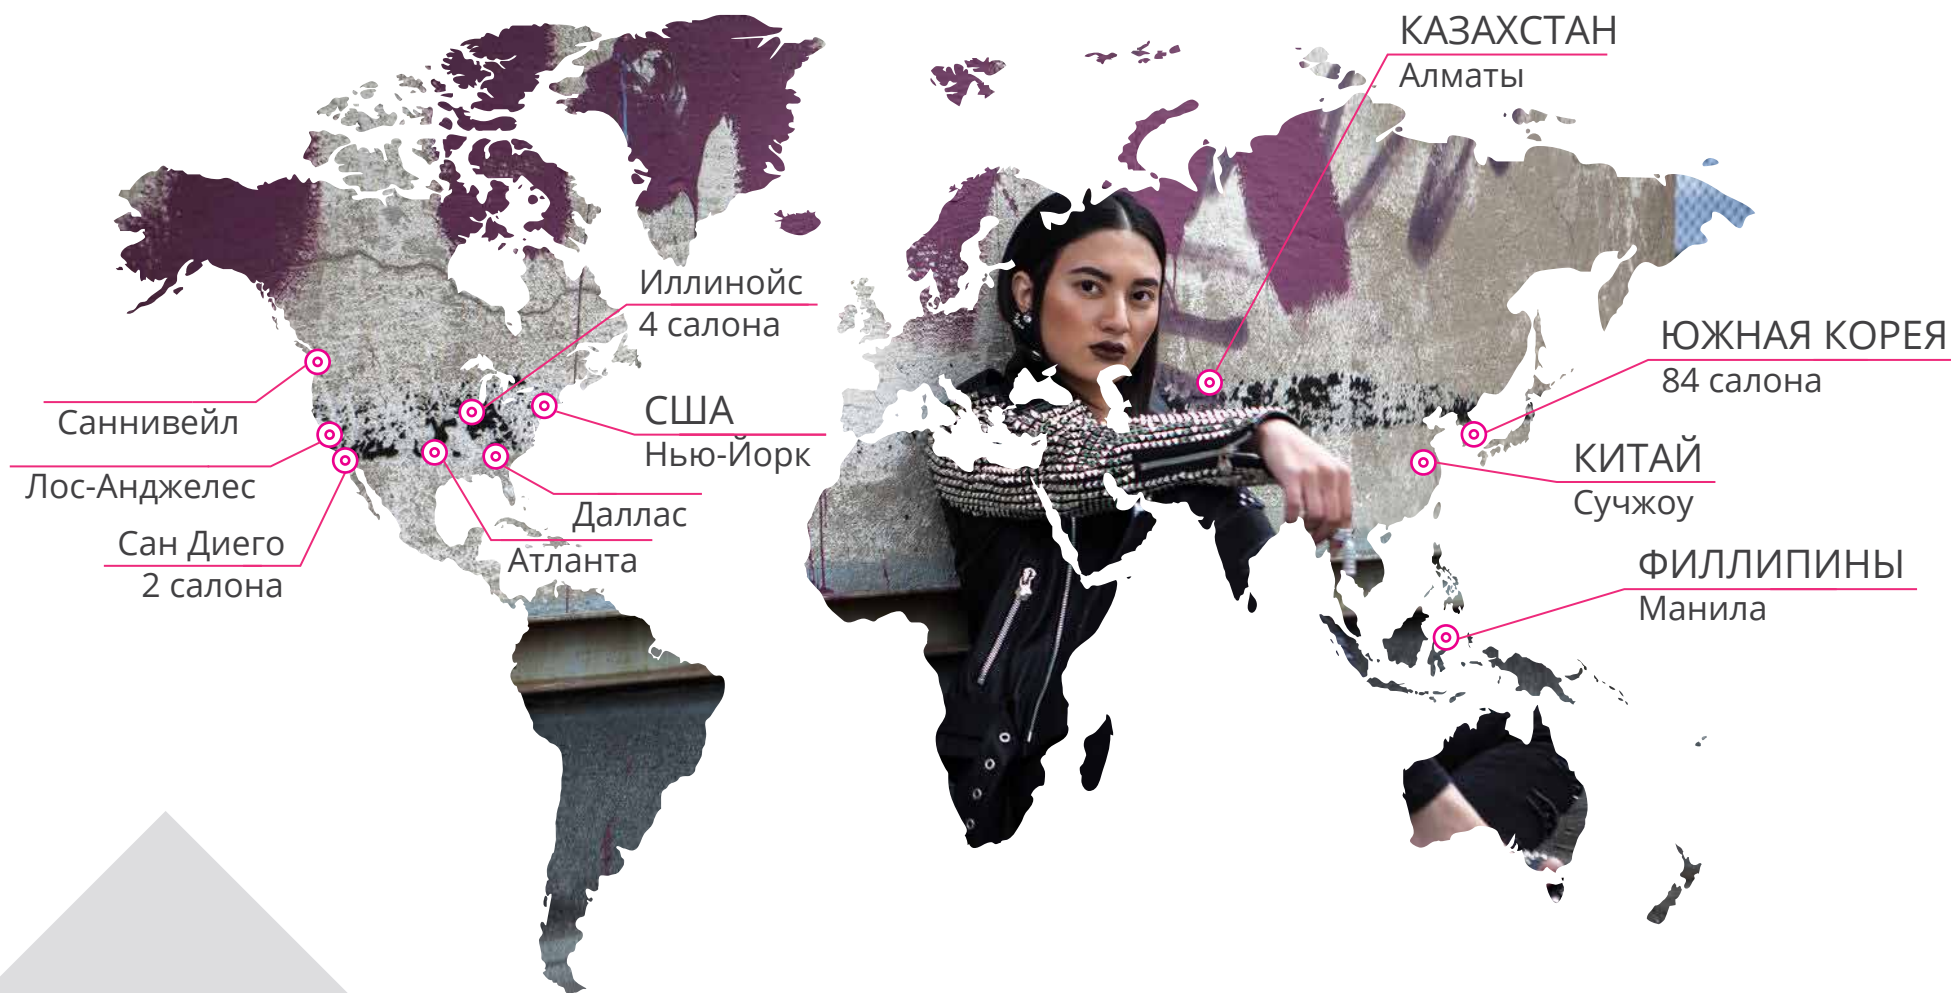 КАЗАХСТАН
Алматы
Иллинойс
4 салона
ЮЖНАЯ КОРЕЯ
84 салона
Саннивейл
США
Нью-Йорк
КИТАЙ
Сучжоу
Лос-Анджелес
Даллас
Сан Диего
2 салона
Атланта
ФИЛЛИПИНЫ
Манила